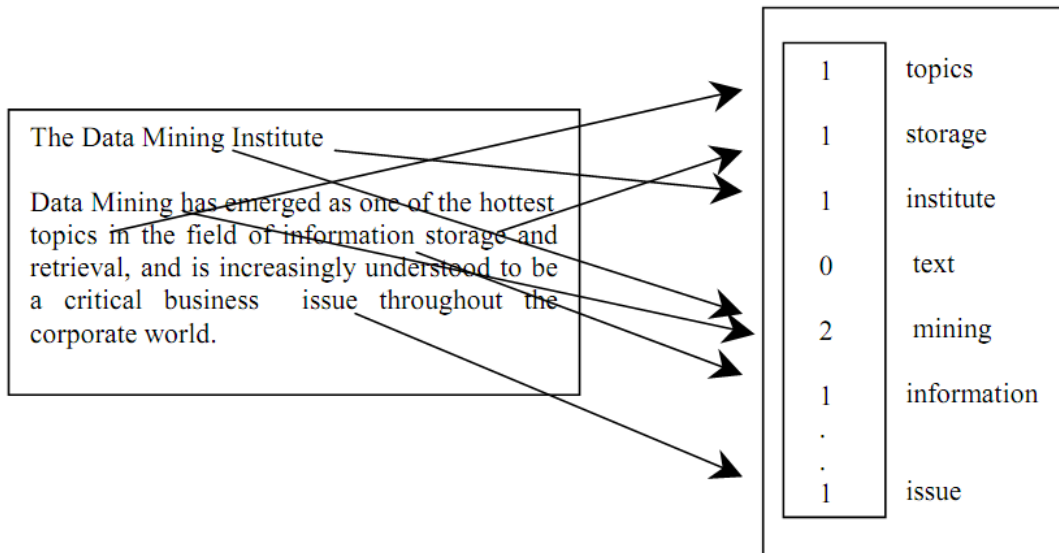 The Data Mining Institute
Data Mining has emerged as one of the hottest
topics in the field of information storage and
retrieval, and is increasingly understood to be
a critical business issue throughout the
corporate world.
1 topics
1 storage
1 institute
0 text
2 mining
1 information
.
.
1 issue